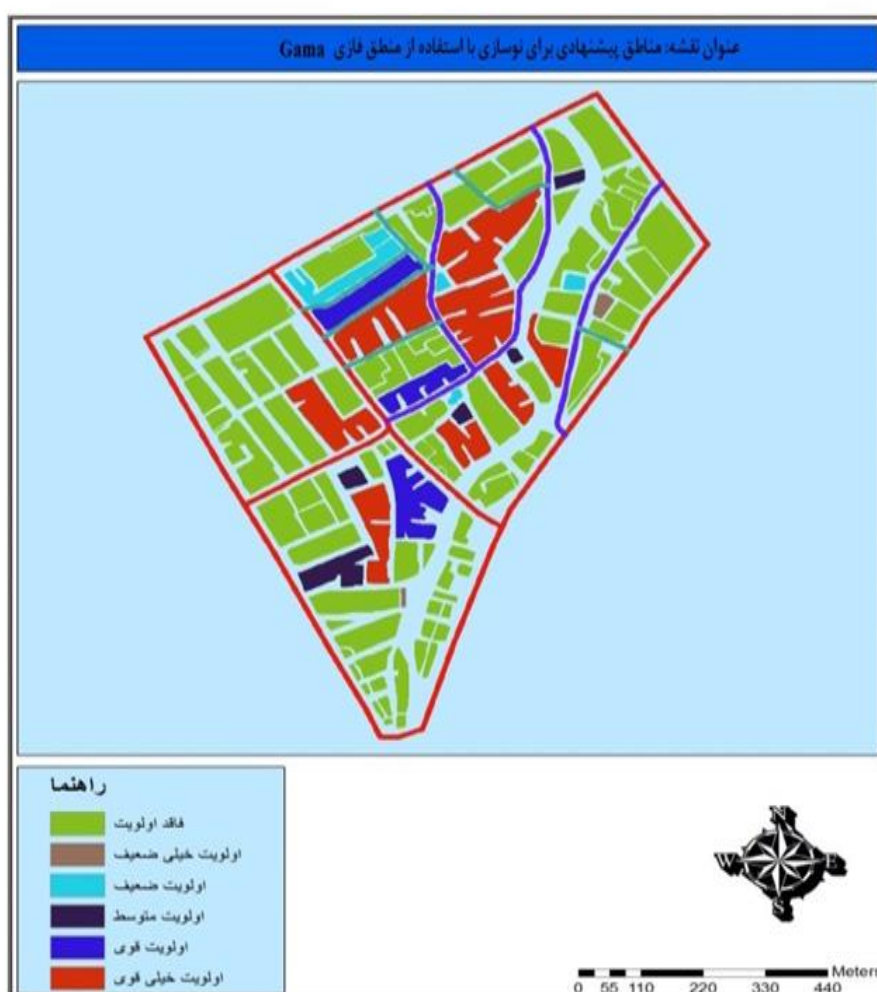 عنوان نقشه: مناطق پیشنهادی برای نوسازی با استفاده از منطق فازی Gama
راهنما
فاقد اولویت
اولویت خیلی ضعیف
اولویت ضعیف
اولویت متوسط
اولویت قوی
اولویت خیلی قوی
N
W E
S
Meters
0 55 110 220 330 440